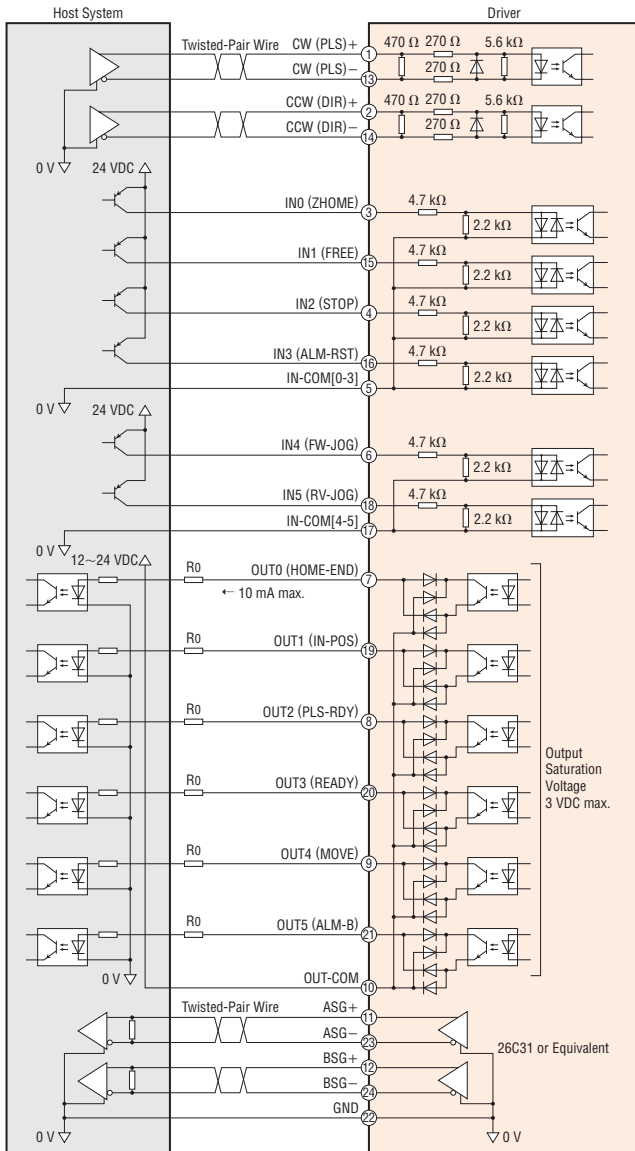 Host System
Driver
Twisted-Pair Wire
CW (PLS)+
1
470 Ω
270 Ω
5.6 kΩ
CW (PLS)−
13
270 Ω
CCW (DIR)+
2
470 Ω
270 Ω
5.6 kΩ
CCW (DIR)−
14
270 Ω
0 V
24 VDC
IN0 (ZHOME)
3
4.7 kΩ
2.2 kΩ
IN1 (FREE)
15
4.7 kΩ
2.2 kΩ
IN2 (STOP)
4
4.7 kΩ
2.2 kΩ
IN3 (ALM-RST)
16
4.7 kΩ
2.2 kΩ
IN-COM[0-3]
5
0 V
24 VDC
IN4 (FW-JOG)
6
4.7 kΩ
2.2 kΩ
IN5 (RV-JOG)
18
4.7 kΩ
2.2 kΩ
IN-COM[4-5]
17
0 V
12~24 VDC
R0
OUT0 (HOME-END)
7
← 10 mA max.
R0
OUT1 (IN-POS)
19
R0
OUT2 (PLS-RDY)
8
R0
OUT3 (READY)
20
R0
OUT4 (MOVE)
9
R0
OUT5 (ALM-B)
21
Output
Saturation
Voltage
3 VDC max.
0 V
OUT-COM
10
Twisted-Pair Wire
ASG+
11
ASG−
23
26C31 or Equivalent
BSG+
12
BSG−
24
GND
22
0 V
0 V